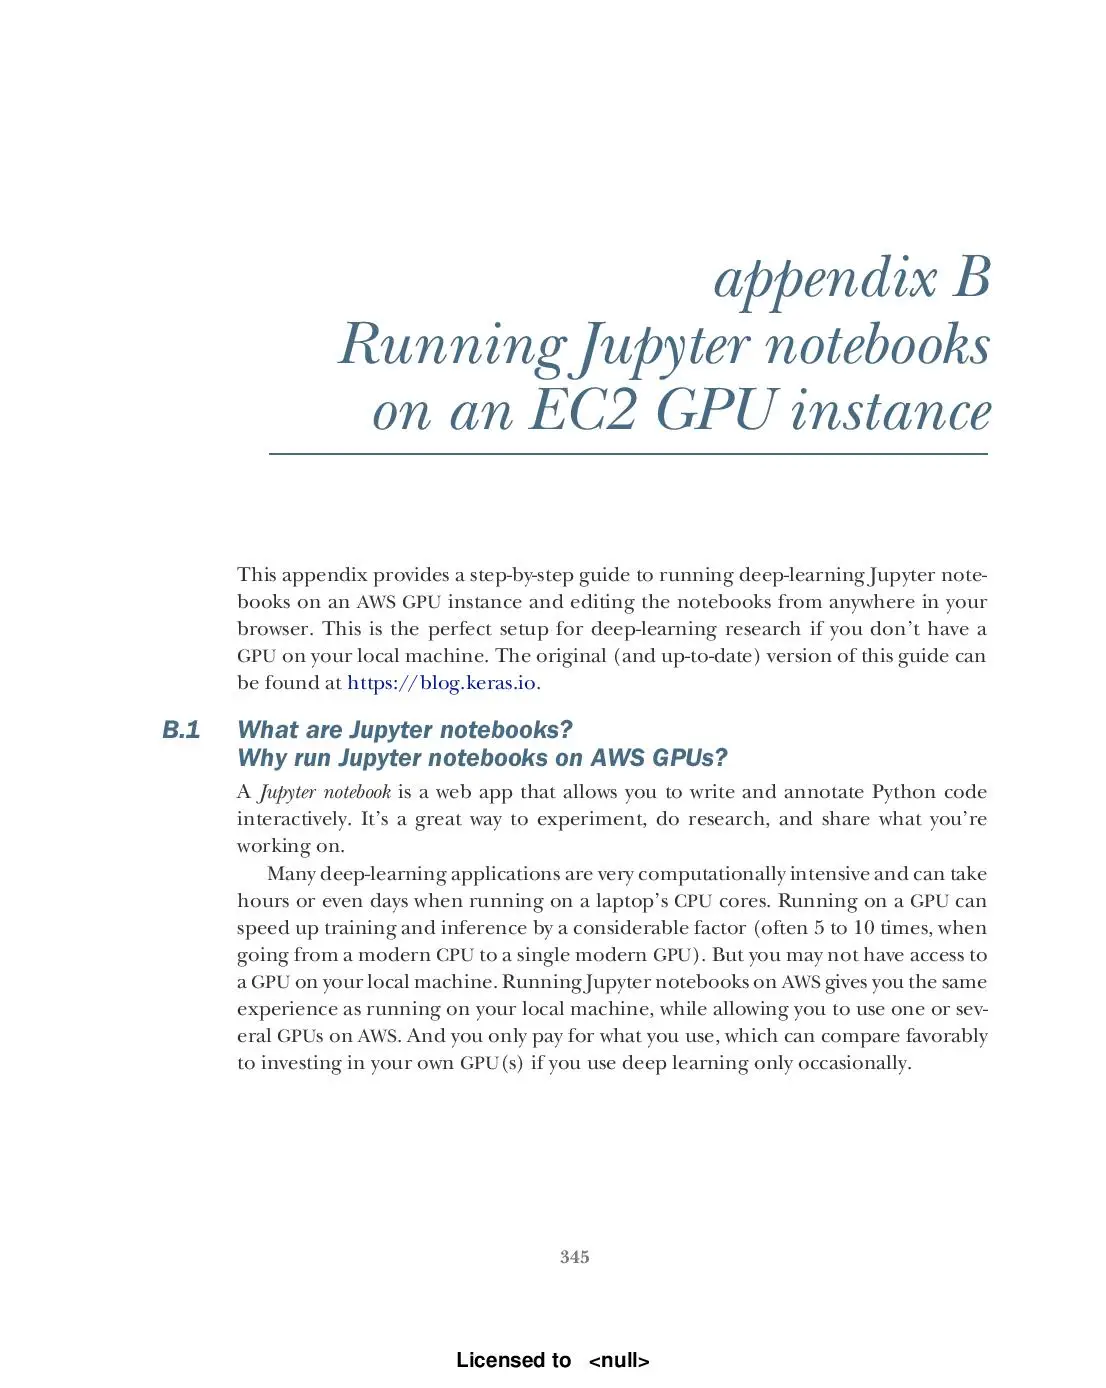 appendix B
Running Jupyter notebooks
on an EC2 GPU instance
This appendix provides a step-by-step guide to running deep-learning Jupyter note-
books on an AWS GPU instance and editing the notebooks from anywhere in your
browser. This is the perfect setup for deep-learning research if you don’t have a
GPU on your local machine. The original (and up-to-date) version of this guide can
be found at https://blog.keras.io.
B.1 What are Jupyter notebooks?
Why run Jupyter notebooks on AWS GPUs?
A Jupyter notebook is a web app that allows you to write and annotate Python code
interactively. It’s a great way to experiment, do research, and share what you’re
working on.
Many deep-learning applications are very computationally intensive and can take
hours or even days when running on a laptop’s CPU cores. Running on a GPU can
speed up training and inference by a considerable factor (often 5 to 10 times, when
going from a modern CPU to a single modern GPU). But you may not have access to
a GPU on your local machine. Running Jupyter notebooks on AWS gives you the same
experience as running on your local machine, while allowing you to use one or sev-
eral GPUs on AWS. And you only pay for what you use, which can compare favorably
to investing in your own GPU(s) if you use deep learning only occasionally.
345
Licensed to <null>